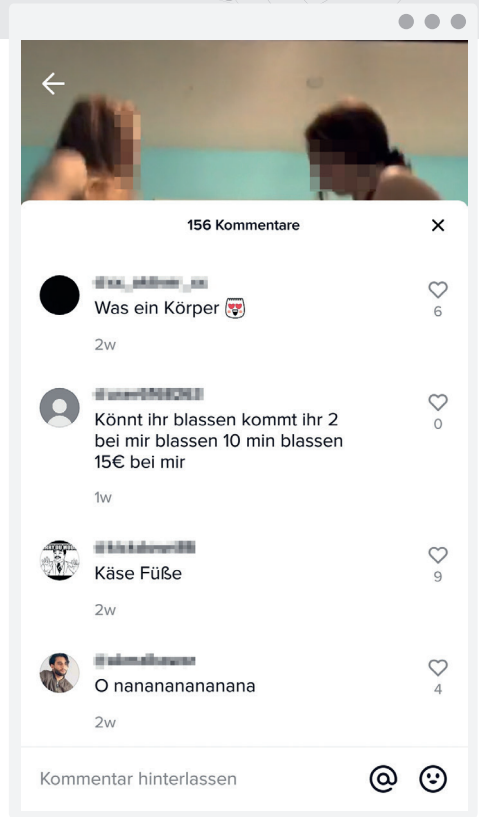 156 Kommentare
Was ein Körper
6
2w
Könnt ihr blassen kommt ihr 2
bei mir blassen 10 min blassen
15€ bei mir
0
1w
Käse Füße
9
2w
O nanananananana
4
2w
Kommentar hinterlassen